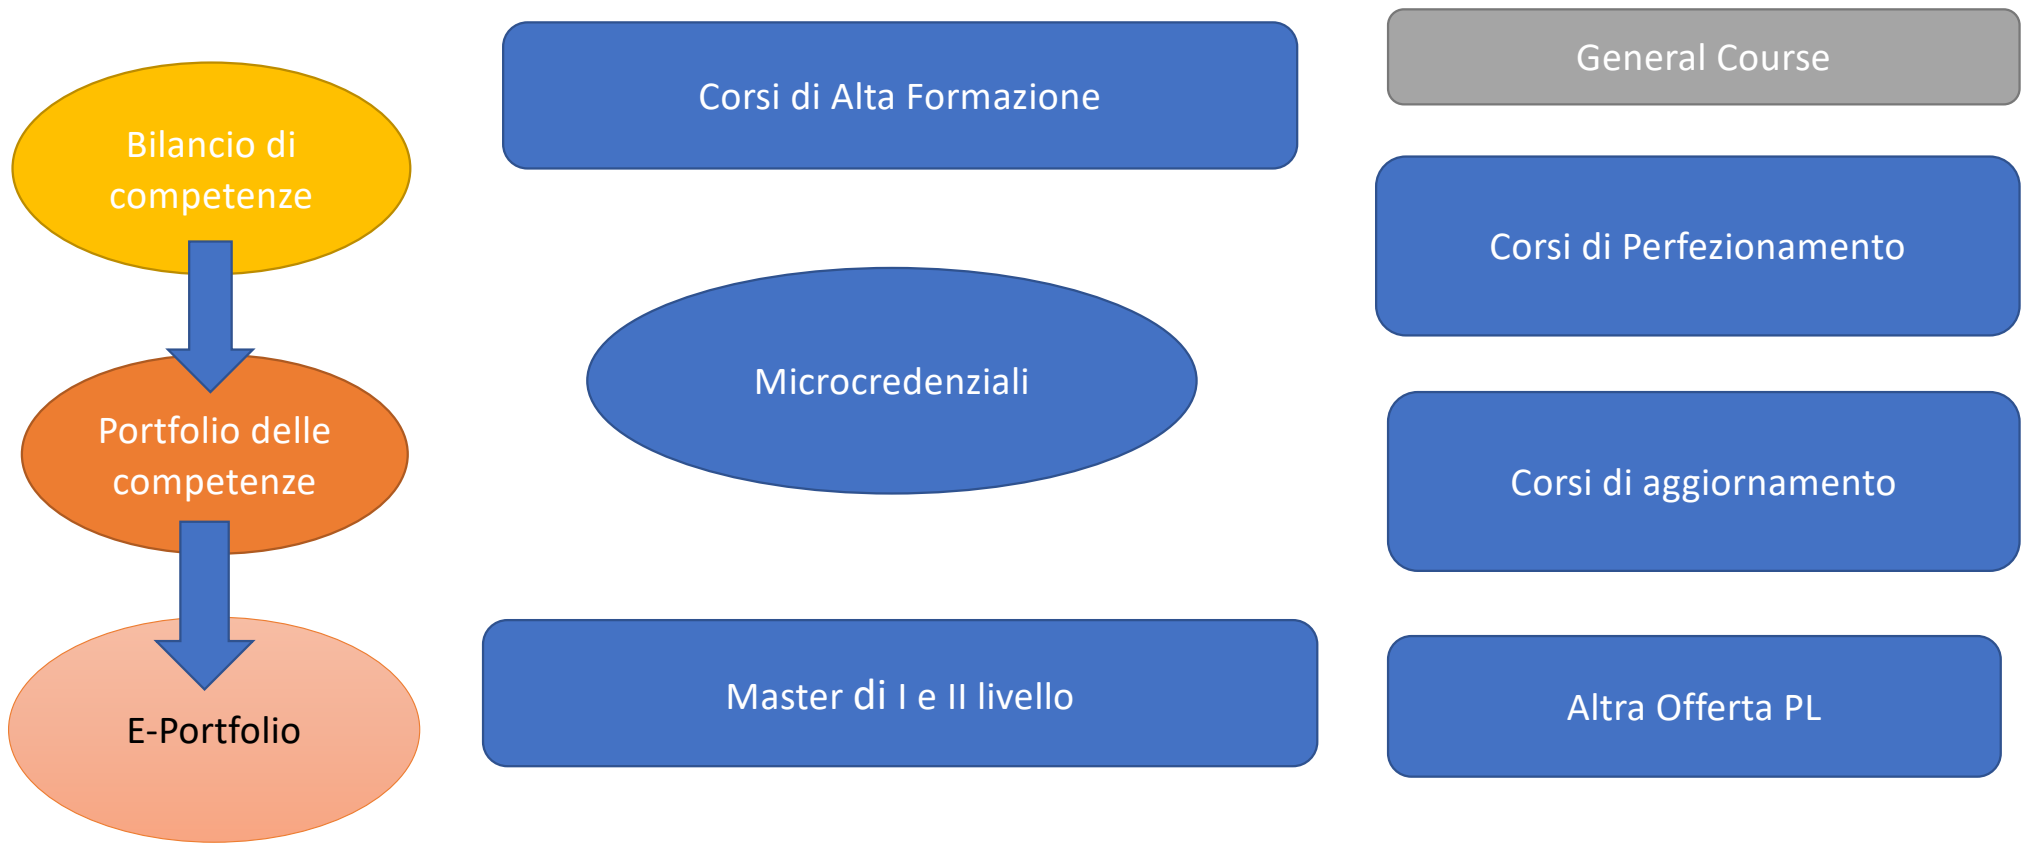 Bilancio di
competenze
Portfolio delle
competenze
E-Portfolio
Corsi di Alta Formazione
Microcredenziali
Master di I e II livello
General Course
Corsi di Perfezionamento
Corsi di aggiornamento
Altra Offerta PL